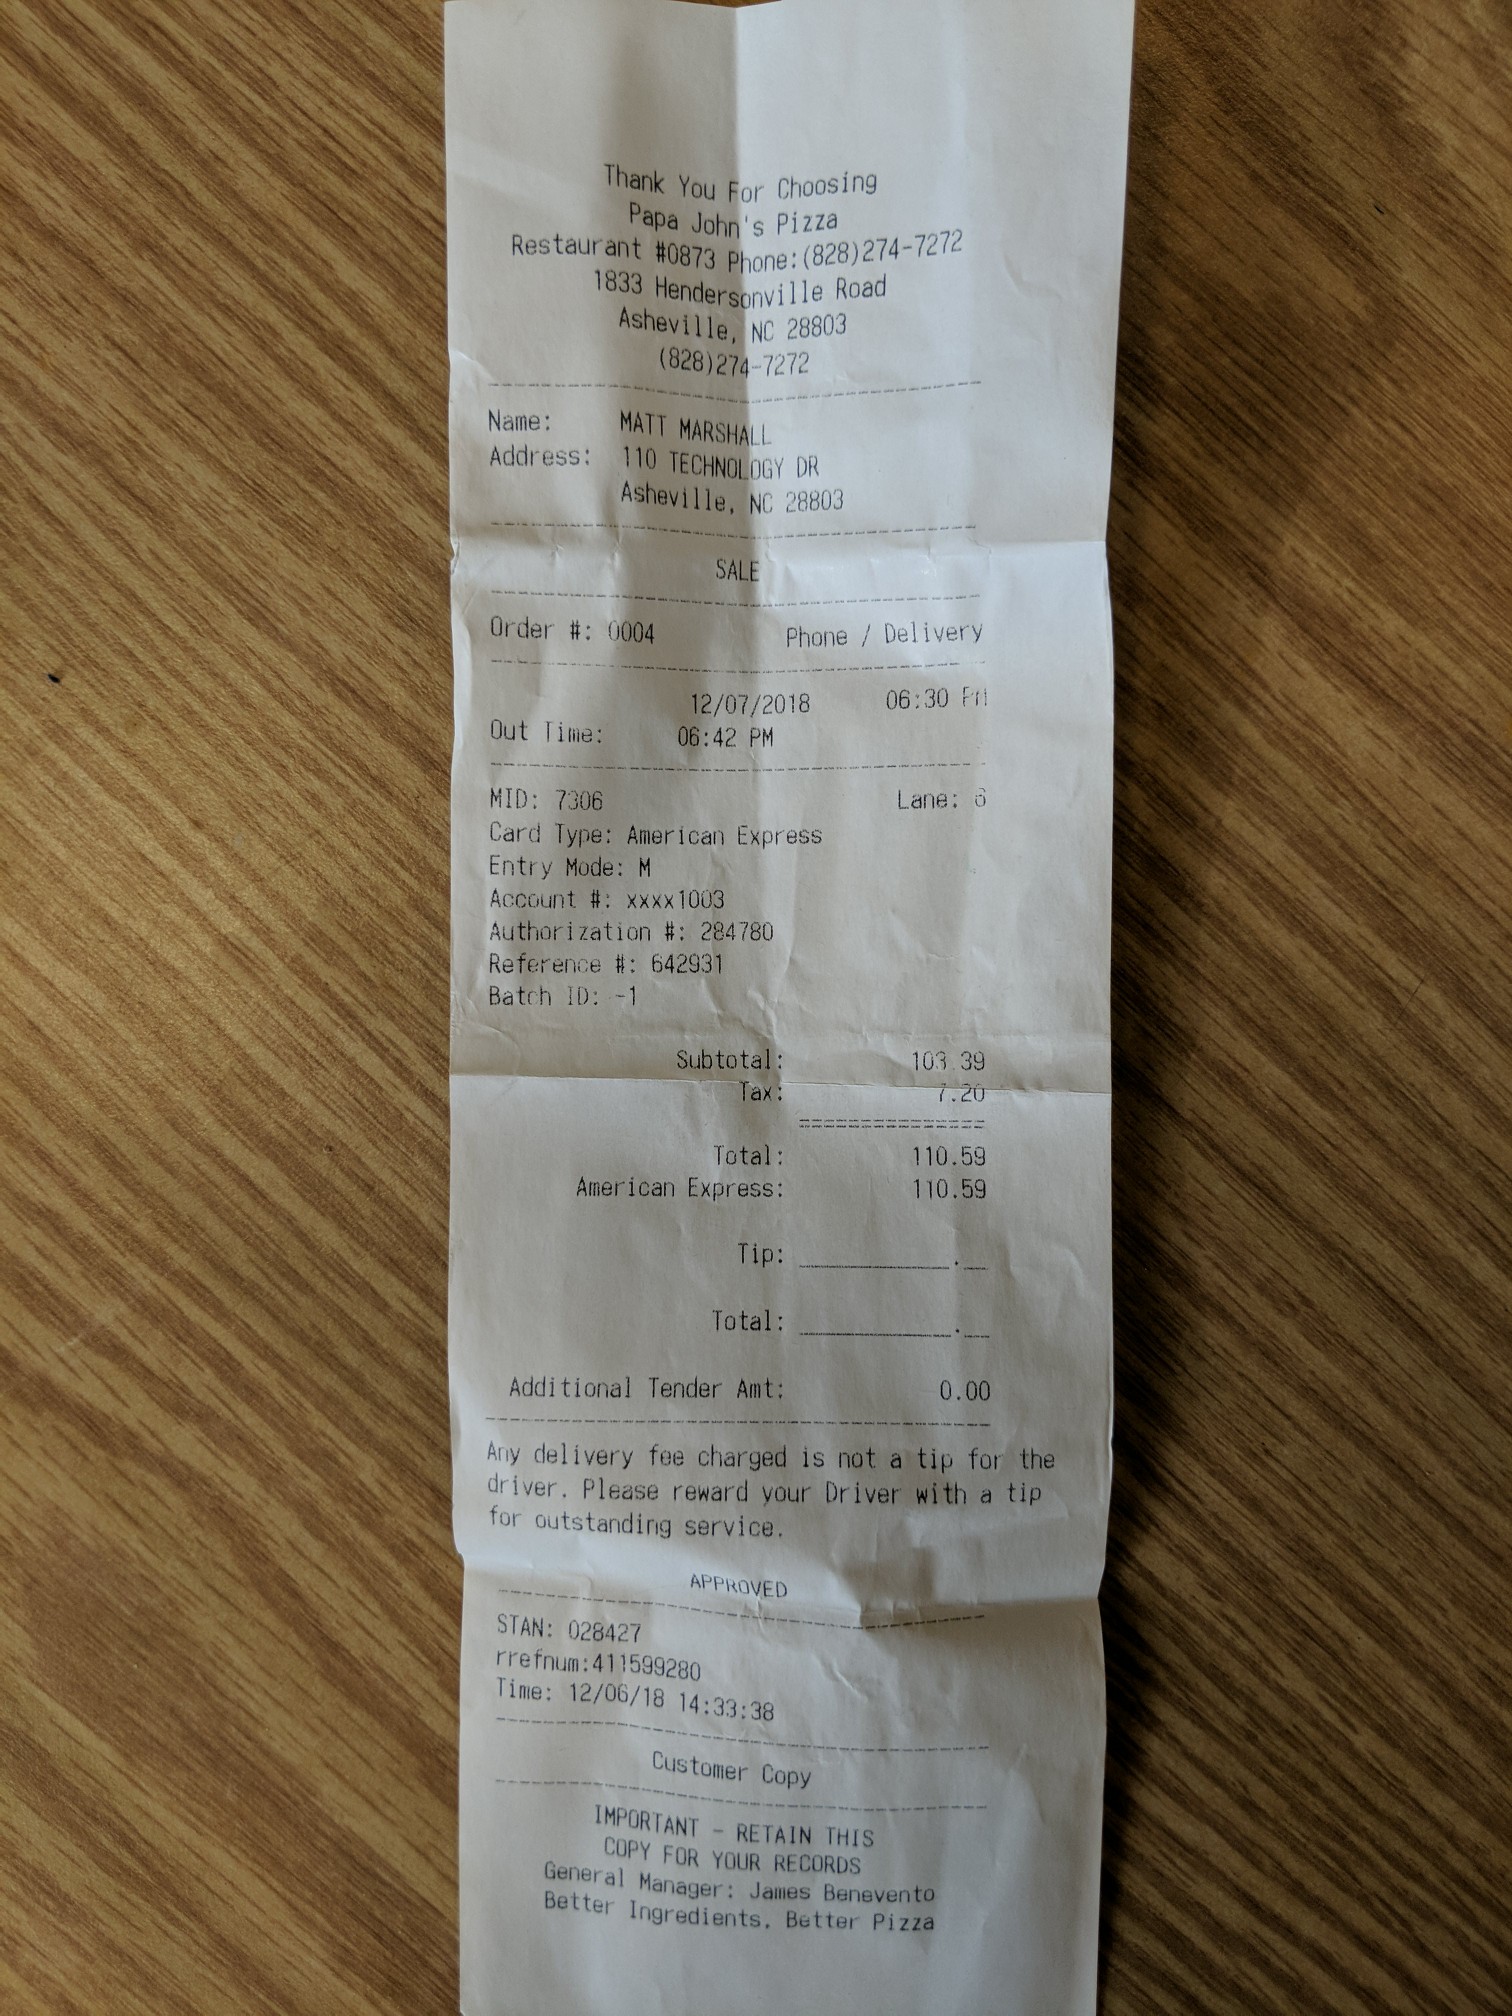 Thank You For Choosing
Papa John's Pizza
Restaurant #0873 Phone:(828)274-7272
1833 Hendersonville Road
Asheville, NC 28803
(828)274-7272
Name: MATT MARSHALL
Address: 110 TECHNOLOGY DR
Asheville, NC 28803
SALE
Order #: 0004 Phone / Delivery
12/07/2018 06:30
Out Time: 06:42 PM
MID: 7306 Lane: 6
Card Type: American Express
Entry Mode: M
Account #: xxxx1003
Authorization #: 284780
Reference #: 642931
Batch ID: -1
Subtotal: 103.39
Tax: 7.20
Total: 110.59
American Express: 110.59
Tip: ____________.__
Total: ____________.__
Additional Tender Amt: 0.00
Any delivery fee charged is not a tip for the
driver. Please reward your Driver with a tip
for outstanding service.
APPROVED
STAN: 028427
rrefnum:411599280
Time: 12/06/18 14:33:38
Customer Copy
IMPORTANT - RETAIN THIS
COPY FOR YOUR RECORDS
General Manager: James Benevento
Better Ingredients. Better Pizza